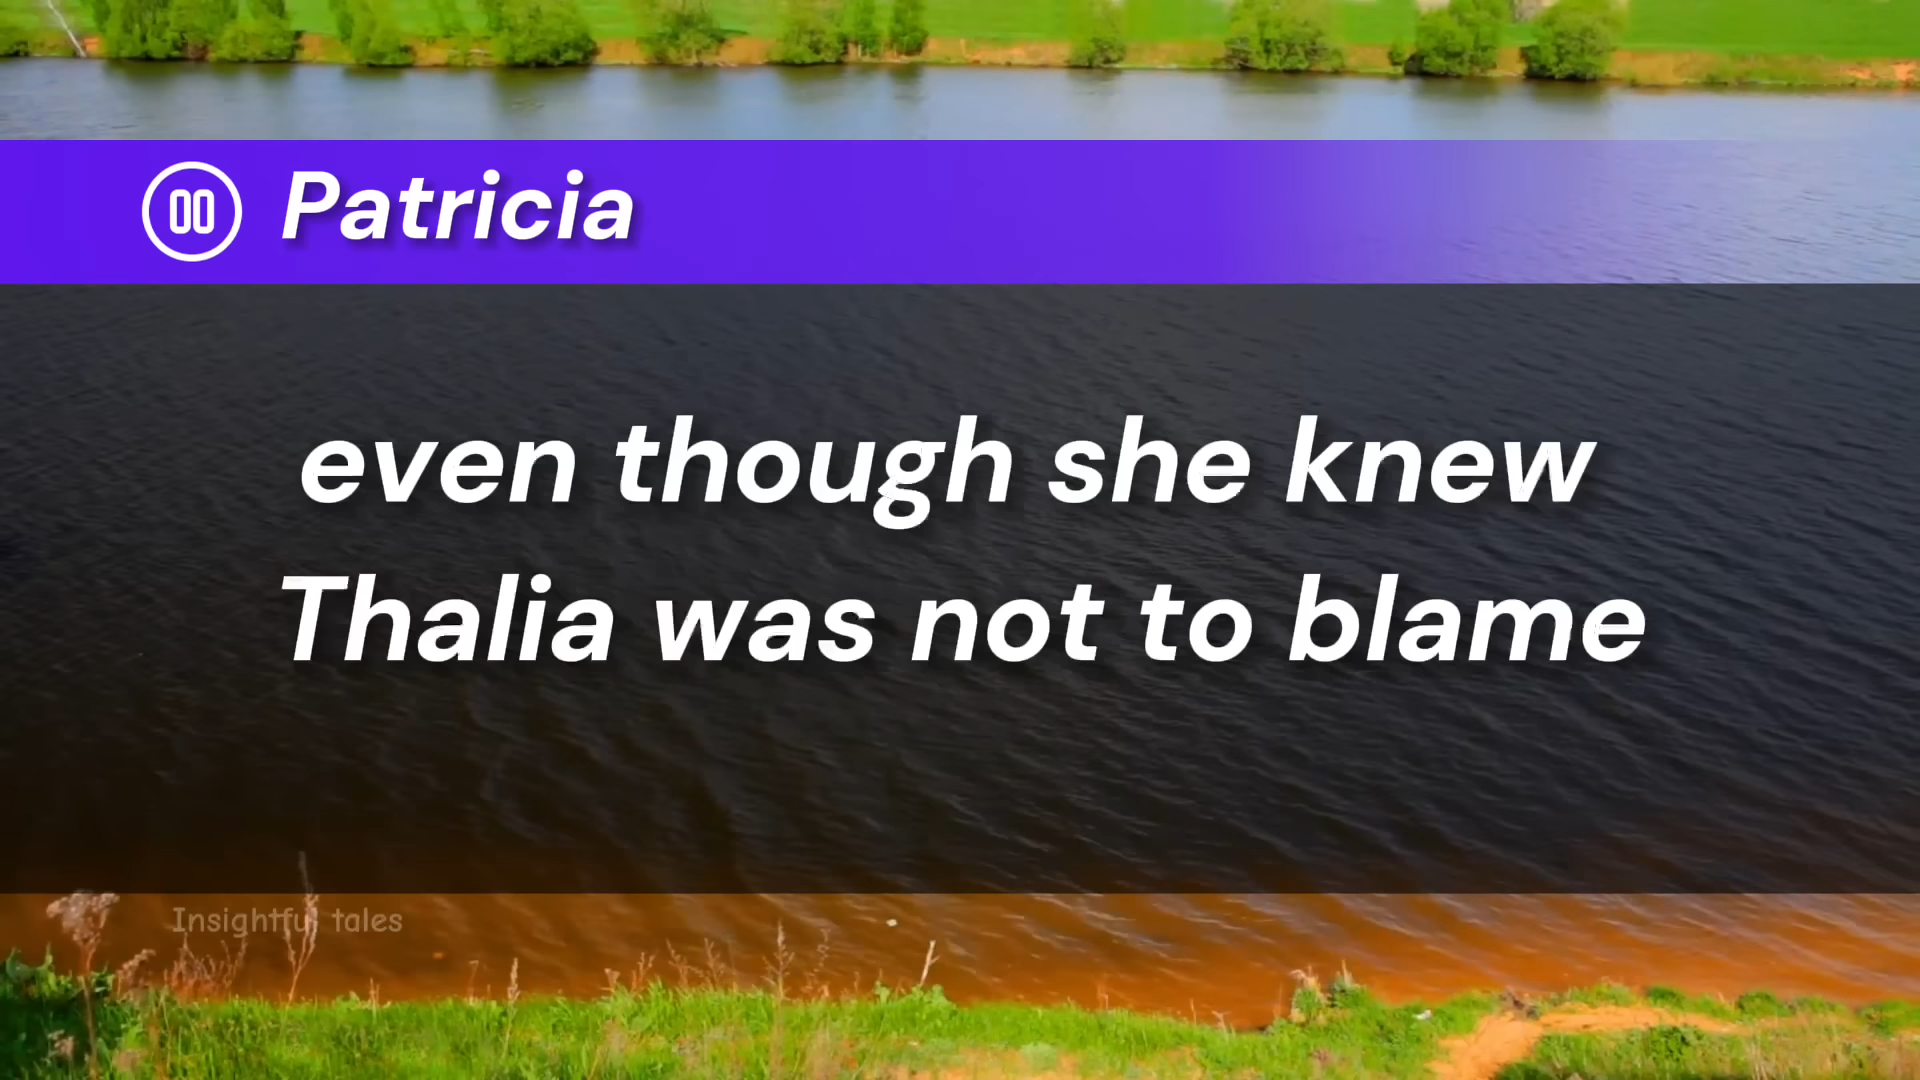 Patricia
even though she knew
Thalia was not to blame
Insightful tales